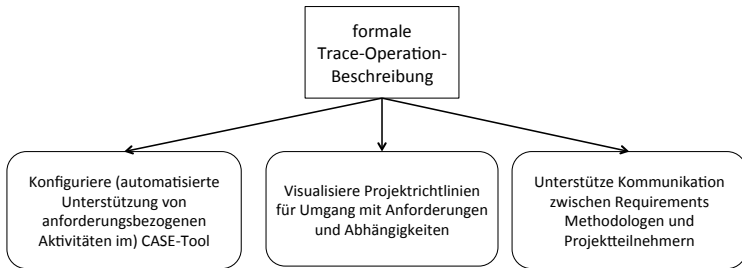 formale
Trace-Operation-
Beschreibung
Konfiguriere (automatisierte
Unterstützung von
anforderungsbezogenen
Aktivitäten im) CASE-Tool
Visualisiere Projektrichtlinien
für Umgang mit Anforderungen
und Abhängigkeiten
Unterstütze Kommunikation
zwischen Requirements
Methodologen und
Projektteilnehmern